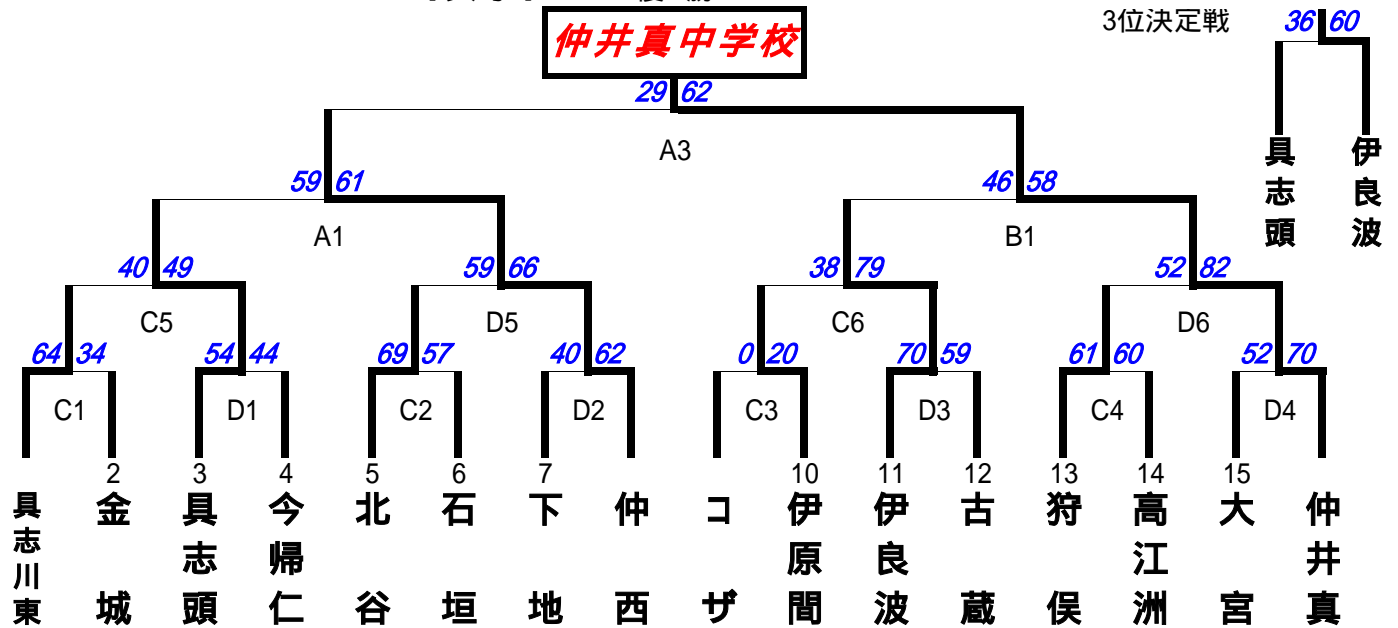 仲井真中学校
3位決定戦
36 60
具志頭
伊良波
29 62
A3
59 61
46 58
A1
B1
40 49
59 66
38 79
52 82
C5
D5
C6
D6
64 34
54 44
69 57
40 62
0 20
70 59
61 60
52 70
C1
D1
C2
D2
C3
D3
C4
D4
2 3 4 5 6 7 10 11 12 13 14 15
具志川東
金城
具志頭
今帰仁
北谷
石垣
下地
仲西
コザ
伊原間
伊良波
古蔵
狩俣
高江洲
大宮
仲井真